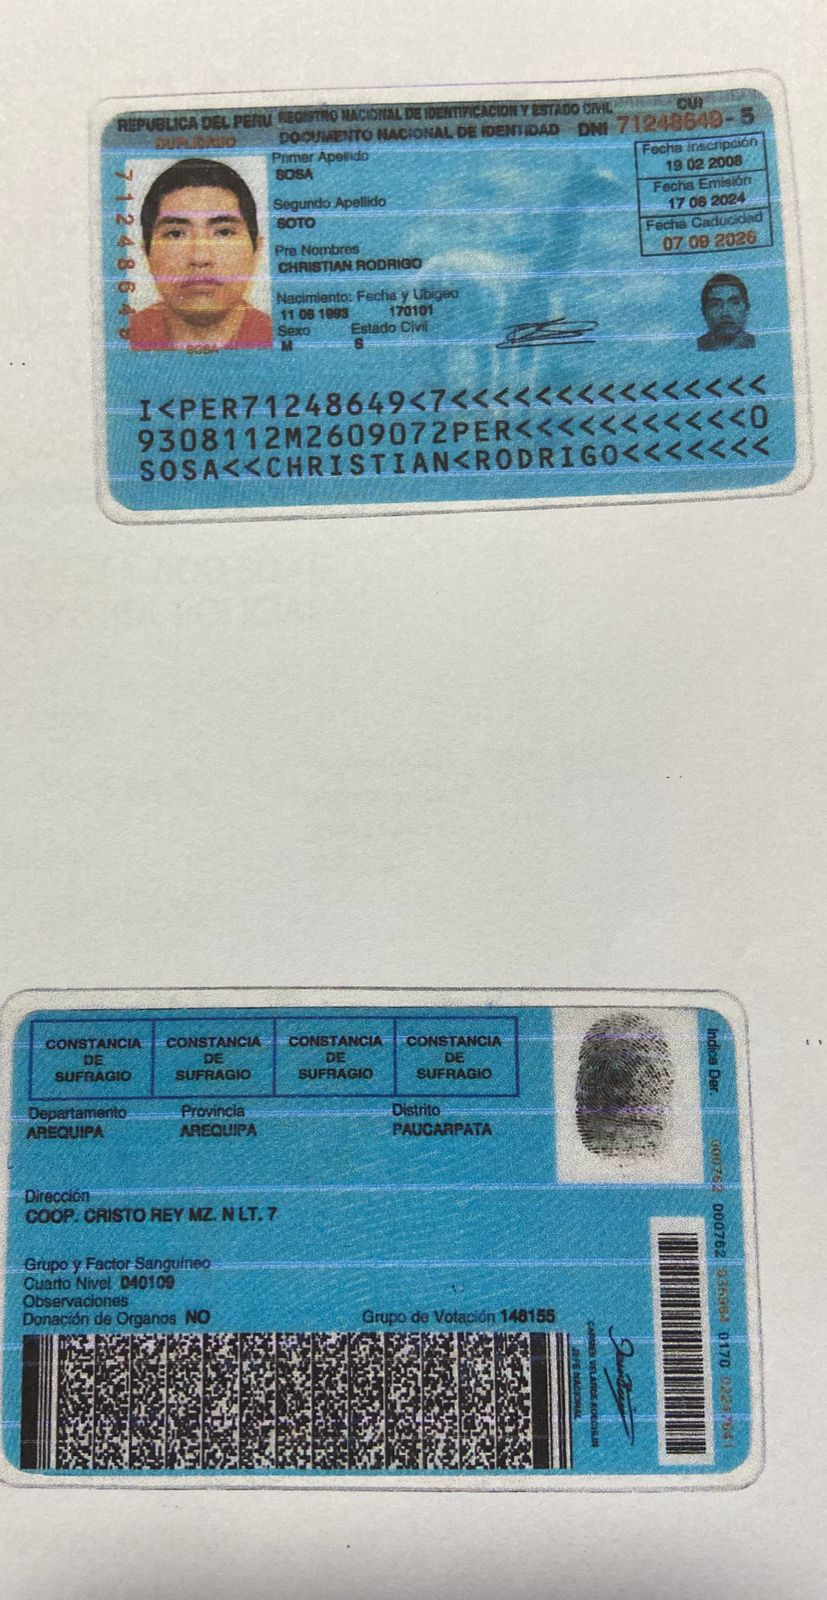 REPUBLICA DEL PERU REGISTRO NACIONAL DE IDENTIFICACION Y ESTADO CIVIL CUI
DUPLICADO DOCUMENTO NACIONAL DE IDENTIDAD DNI 71248649 - 5
Primer Apellido
SOSA
Segundo Apellido
SOTO
Pre Nombres
CHRISTIAN RODRIGO
Nacimiento: Fecha y Ubigeo
11 08 1993 170101
Sexo Estado Civil
M S
Fecha Inscripción
19 02 2008
Fecha Emisión
17 08 2024
Fecha Caducidad
07 09 2026
71248649
SOSA
I<PER71248649<7<<<<<<<<<<<<<<<
9308112M2609072PER<<<<<<<<<<<0
SOSA<<CHRISTIAN<RODRIGO<<<<<<<
CONSTANCIA DE SUFRAGIO
CONSTANCIA DE SUFRAGIO
CONSTANCIA DE SUFRAGIO
CONSTANCIA DE SUFRAGIO
Indice Der.
Departamento Provincia Distrito
AREQUIPA AREQUIPA PAUCARPATA
Dirección
COOP. CRISTO REY MZ. N LT. 7
Grupo y Factor Sanguíneo
Cuarto Nivel 040109
Observaciones
Donación de Organos NO Grupo de Votación 148155
JEFE NACIONAL
000762 0170